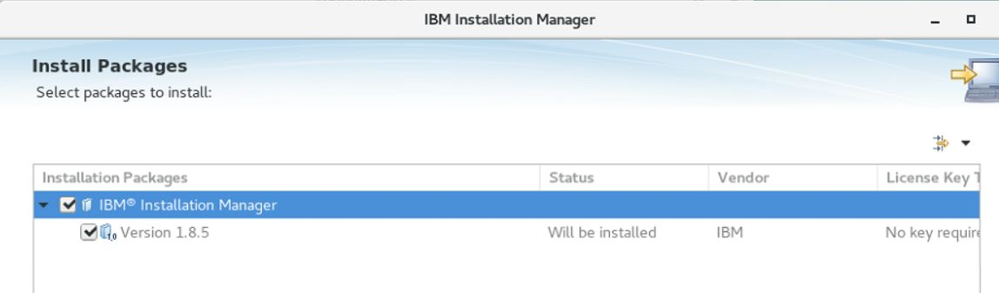 IBM Installation Manager
Install Packages
Select packages to install:
Installation Packages Status Vendor License Key T
IBM® Installation Manager
Version 1.8.5 Will be installed IBM No key require